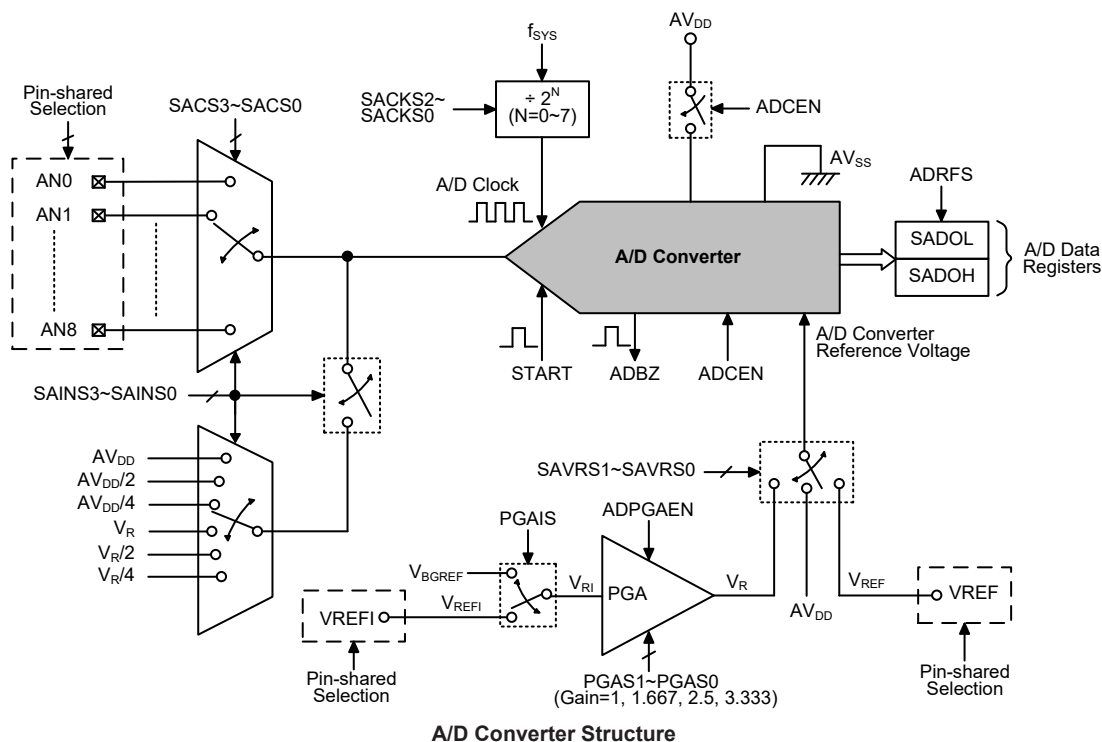 AV_DD
f_SYS
Pin-shared
Selection
SACS3~SACS0
SACKS2~
SACKS0
÷ 2^N
(N=0~7)
ADCEN
AN0
AN1
AN8
A/D Clock
AV_SS
ADRFS
A/D Converter
SADOL
SADOH
A/D Data
Registers
START
ADBZ
ADCEN
A/D Converter
Reference Voltage
SAINS3~SAINS0
AV_DD
AV_DD/2
AV_DD/4
V_R
V_R/2
V_R/4
SAVRS1~SAVRS0
PGAIS
ADPGAEN
V_BGREF
V_REFI
V_RI
PGA
V_R
AV_DD
V_REF
VREF
VREFI
Pin-shared
Selection
PGAS1~PGAS0
(Gain=1, 1.667, 2.5, 3.333)
Pin-shared
Selection
A/D Converter Structure